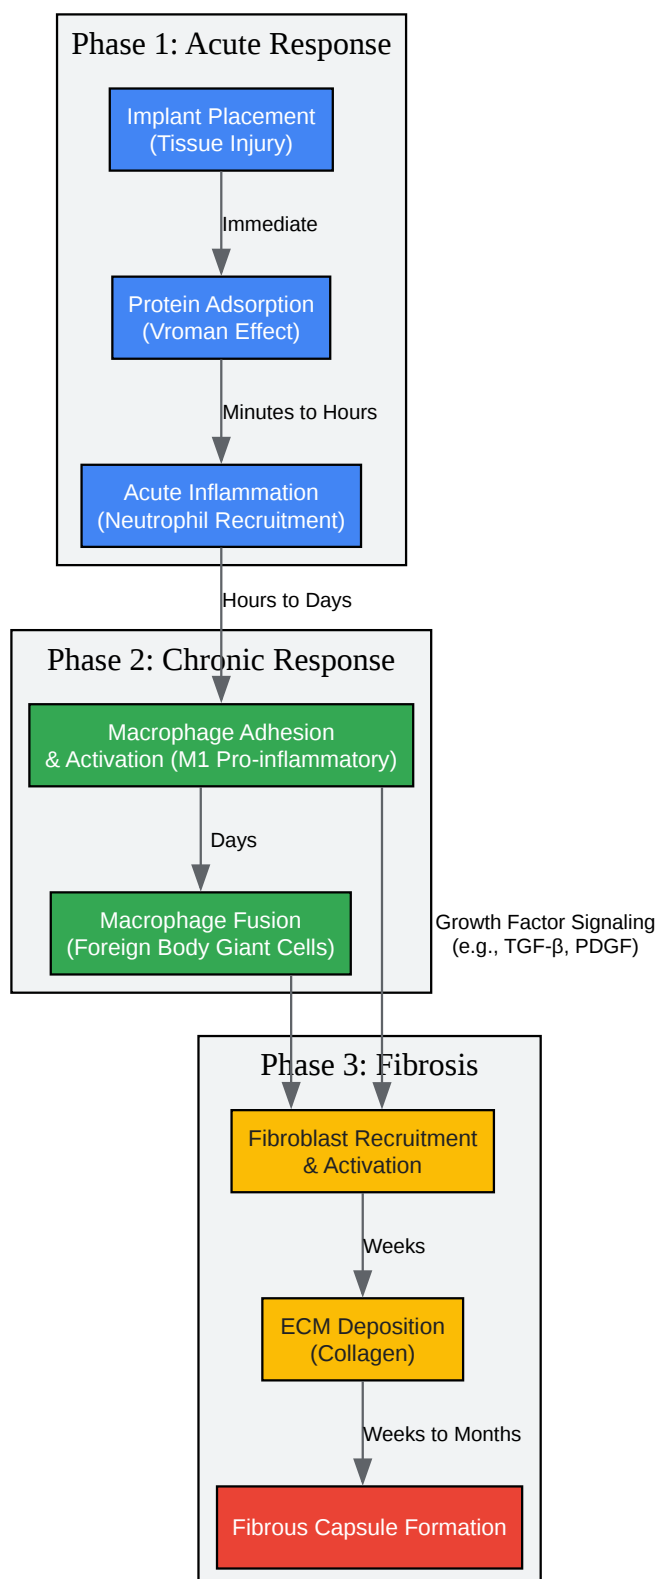 Phase 1: Acute Response
Implant Placement
(Tissue Injury)
Immediate
Protein Adsorption
(Vroman Effect)
Minutes to Hours
Acute Inflammation
(Neutrophil Recruitment)
Hours to Days
Phase 2: Chronic Response
Macrophage Adhesion
& Activation (M1 Pro-inflammatory)
Days
Macrophage Fusion
(Foreign Body Giant Cells)
Growth Factor Signaling
(e.g., TGF-β, PDGF)
Phase 3: Fibrosis
Fibroblast Recruitment
& Activation
Weeks
ECM Deposition
(Collagen)
Weeks to Months
Fibrous Capsule Formation